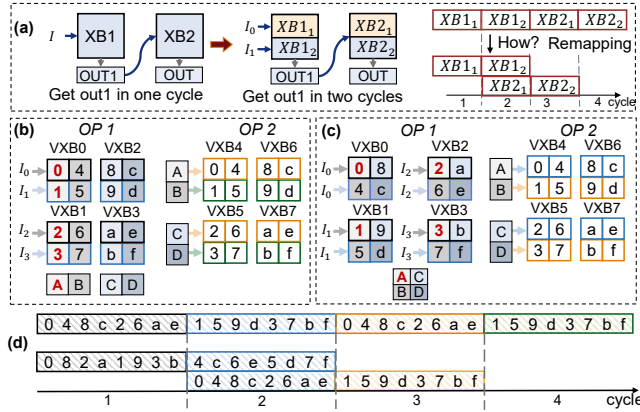 (a)
I XB1 XB2
OUT1 OUT
Get out1 in one cycle
I₀ XB1₁ XB2₁
I₁ XB1₂ XB2₂
OUT1 OUT
Get out1 in two cycles
XB1₁ XB1₂ XB2₁ XB2₂
How? Remapping
XB1₁ XB1₂
XB2₁ XB2₂
1 2 3 4 cycle
(b) OP 1 OP 2
VXB0 VXB2 VXB4 VXB6
I₀ 0 4 8 c A 0 4 8 c
I₁ 1 5 9 d B 1 5 9 d
VXB1 VXB3 VXB5 VXB7
I₂ 2 6 a e C 2 6 a e
I₃ 3 7 b f D 3 7 b f
A B C D
(c) OP 1 OP 2
VXB0 VXB2 VXB4 VXB6
I₀ 0 8 I₂ 2 a A 0 4 8 c
I₀ 4 c I₂ 6 e B 1 5 9 d
VXB1 VXB3 VXB5 VXB7
I₁ 1 9 I₃ 3 b C 2 6 a e
I₁ 5 d I₃ 7 f D 3 7 b f
A C
B D
0 4 8 c 2 6 a e 1 5 9 d 3 7 b f 0 4 8 c 2 6 a e 1 5 9 d 3 7 b f
(d)
0 8 2 a 1 9 3 b 4 c 6 e 5 d 7 f
0 4 8 c 2 6 a e 1 5 9 d 3 7 b f
1 2 3 4 cycle